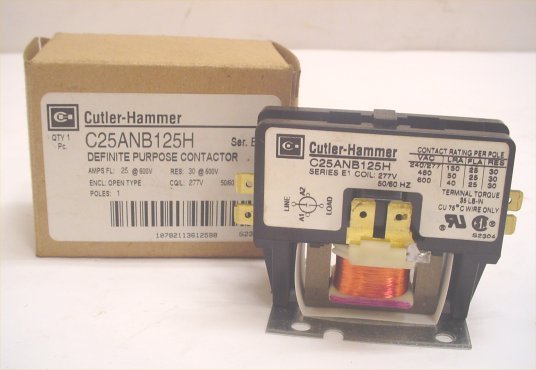 Cutler-Hammer
QTY 1
Pc.
C25ANB125H
Ser.
DEFINITE PURPOSE CONTACTOR
AMPS FL: 25 @ 600V RES: 30 @ 600V
ENCL: OPEN TYPE COIL: 277V 50/60
POLES: 1
Cutler-Hammer
C25ANB125H
SERIES E1 COIL: 277V
50/60 HZ
LINE
A2
A1
LOAD
CONTACT RATING PER POLE
VAC LRA FLA RES
240/277 150 25 30
480 50 25 30
600 40 25 30
TERMINAL TORQUE
35 LB-IN
CU 75°C WIRE ONLY
S2304